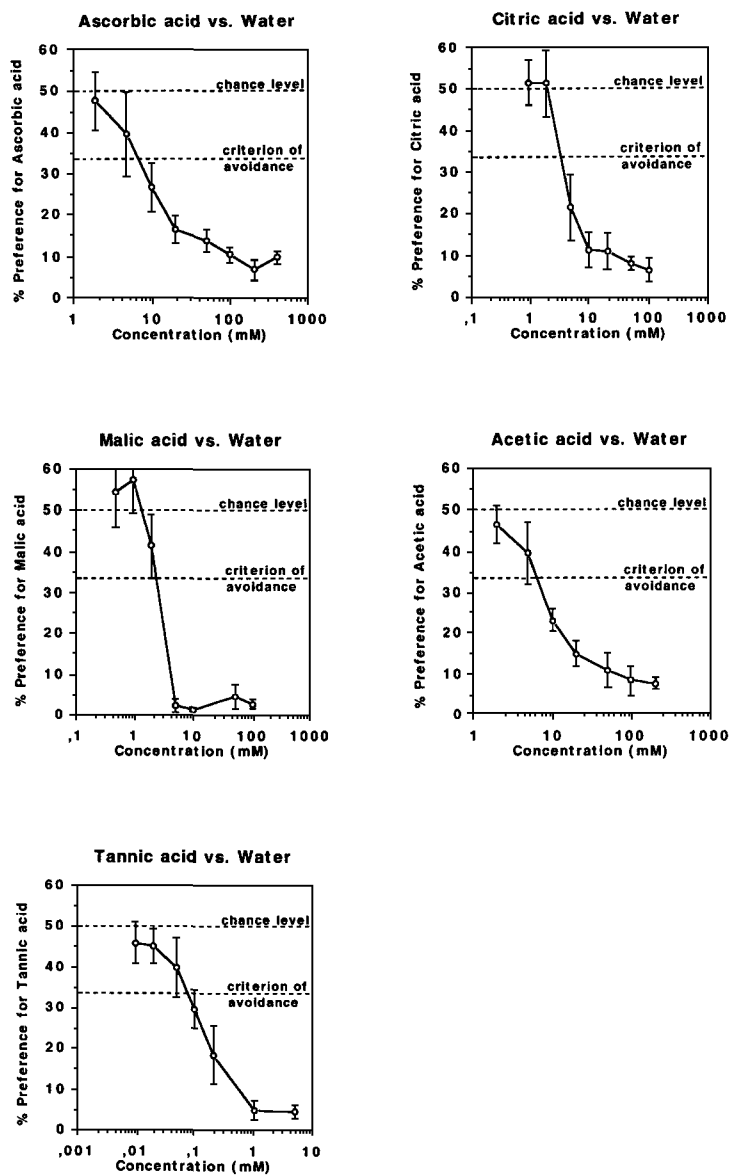 Ascorbic acid vs. Water
% Preference for Ascorbic acid
60
50
40
30
20
10
0
chance level
criterion of
avoidance
1 10 100 1000
Concentration (mM)
Citric acid vs. Water
% Preference for Citric acid
60
50
40
30
20
10
0
chance level
criterion of
avoidance
,1 1 10 100 1000
Concentration (mM)
Malic acid vs. Water
% Preference for Malic acid
60
50
40
30
20
10
0
chance level
criterion of
avoidance
,1 1 10 100 1000
Concentration (mM)
Acetic acid vs. Water
% Preference for Acetic acid
60
50
40
30
20
10
0
chance level
criterion of
avoidance
1 10 100 1000
Concentration (mM)
Tannic acid vs. Water
% Preference for Tannic acid
60
50
40
30
20
10
0
chance level
criterion of
avoidance
,001 ,01 ,1 1 10
Concentration (mM)